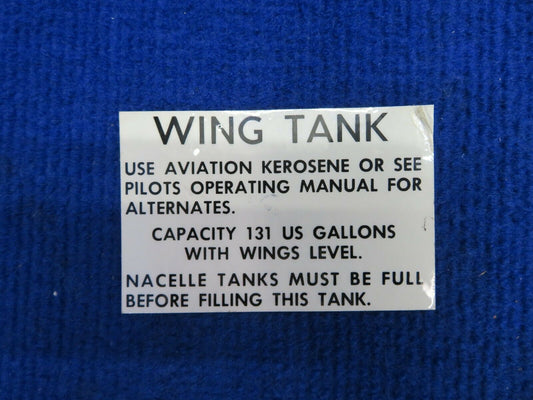 WING TANK
USE AVIATION KEROSENE OR SEE
PILOTS OPERATING MANUAL FOR
ALTERNATES.
CAPACITY 131 US GALLONS
WITH WINGS LEVEL.
NACELLE TANKS MUST BE FULL
BEFORE FILLING THIS TANK.